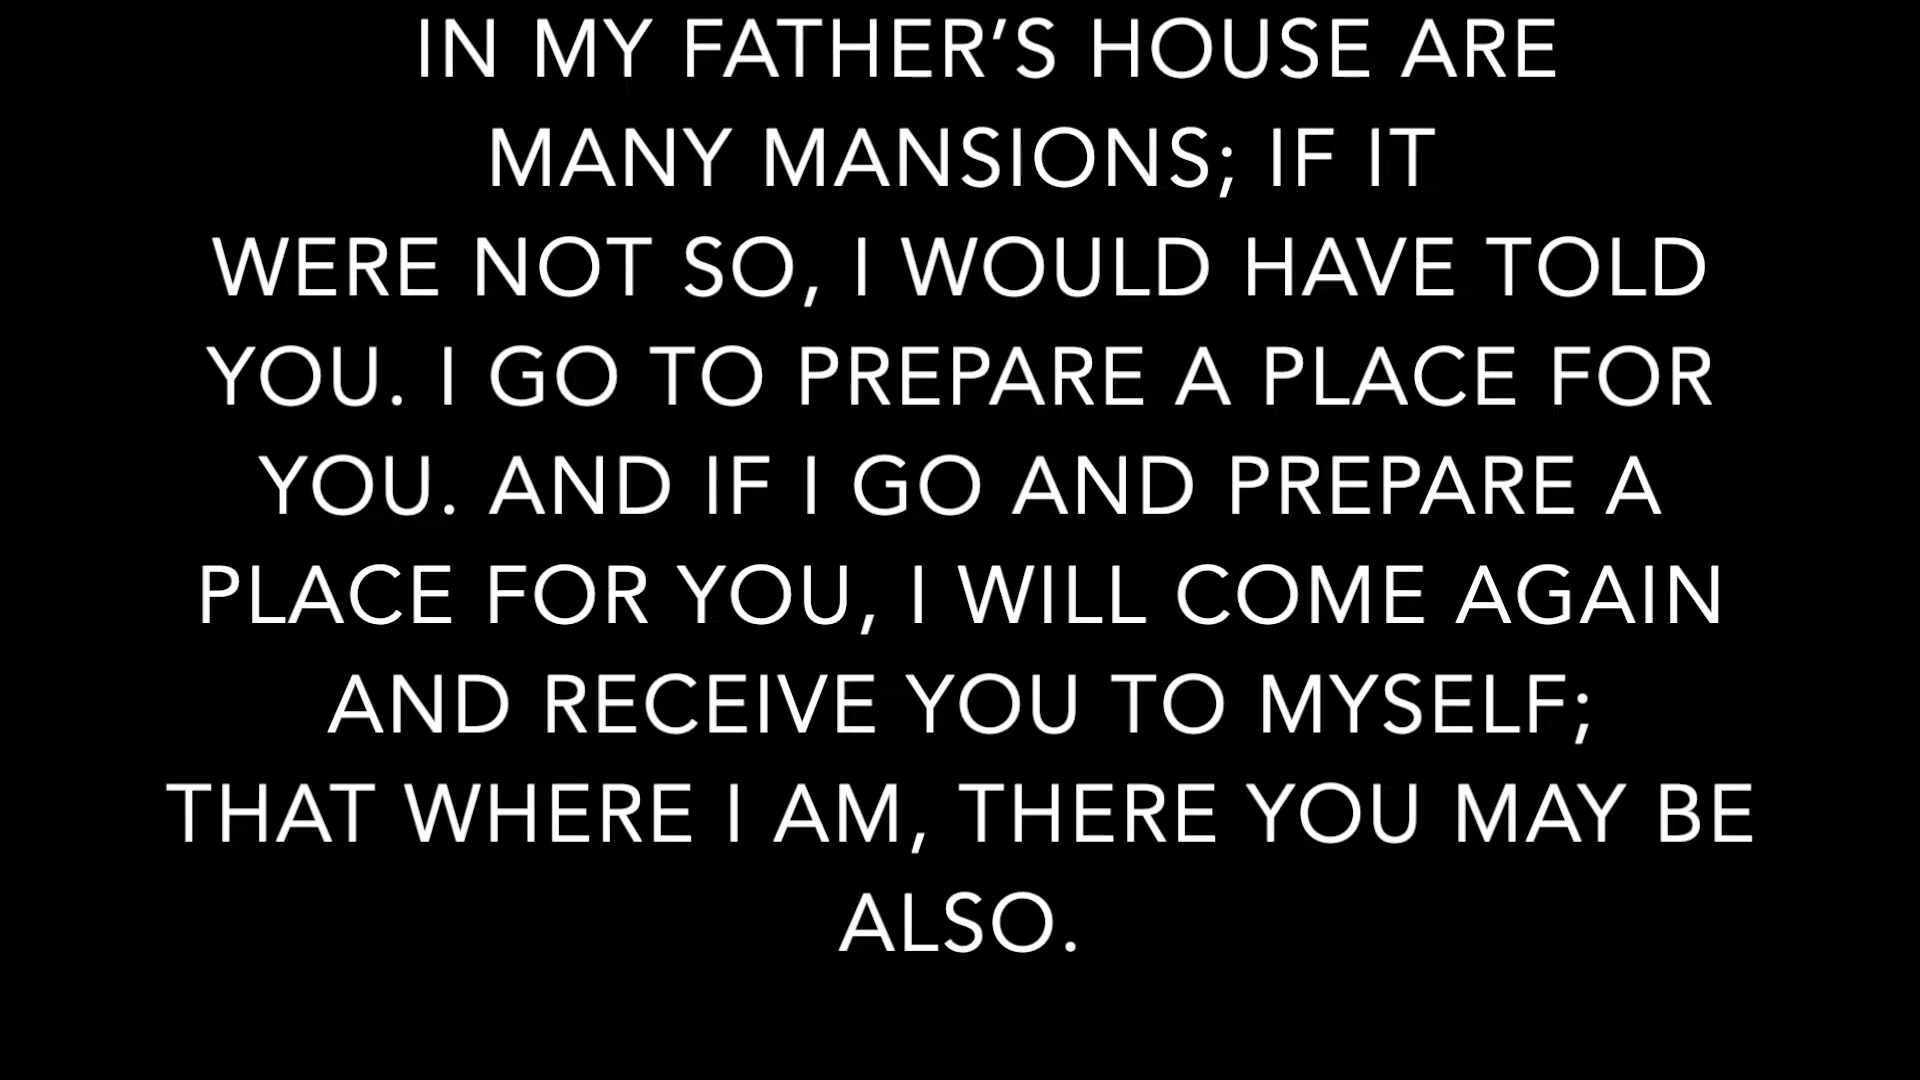 IN MY FATHER’S HOUSE ARE
MANY MANSIONS; IF IT
WERE NOT SO, I WOULD HAVE TOLD
YOU. I GO TO PREPARE A PLACE FOR
YOU. AND IF I GO AND PREPARE A
PLACE FOR YOU, I WILL COME AGAIN
AND RECEIVE YOU TO MYSELF;
THAT WHERE I AM, THERE YOU MAY BE
ALSO.